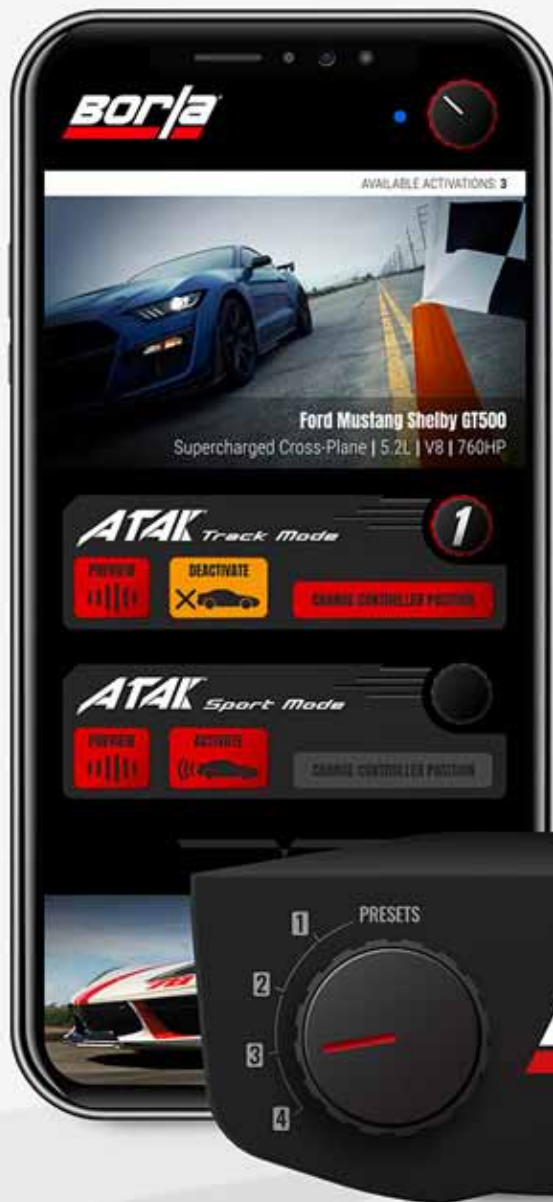 BORLA
AVAILABLE ACTIVATIONS: 3
Ford Mustang Shelby GT500
Supercharged Cross-Plane | 5.2L | V8 | 760HP
ATAK Track Mode
1
PREVIEW
DEACTIVATE
CHANGE CONTROLLER POSITION
ATAK Sport Mode
PREVIEW
ACTIVATE
CHANGE CONTROLLER POSITION
PRESETS
1
2
3
4